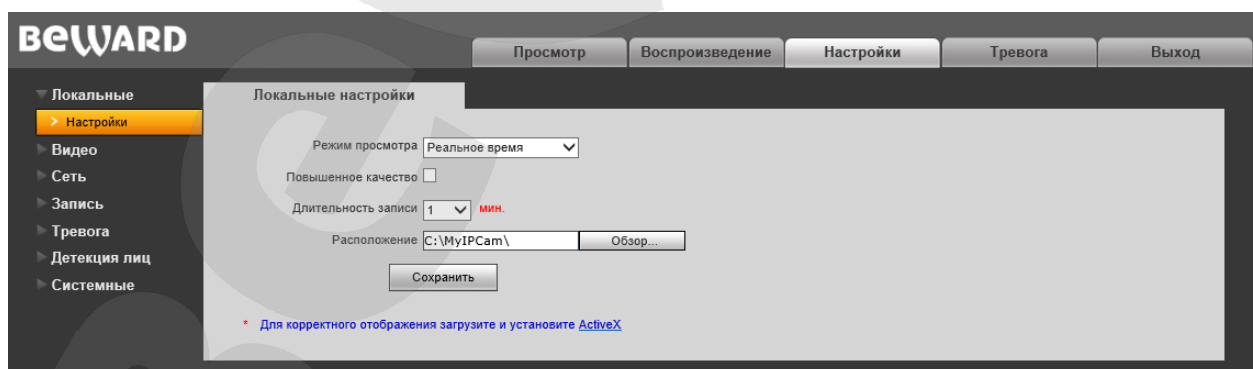 BEWARD
Просмотр Воспроизведение Настройки Тревога Выход
Локальные
Настройки
Видео
Сеть
Запись
Тревога
Детекция лиц
Системные
Локальные настройки
Режим просмотра Реальное время
Повышенное качество
Длительность записи 1 мин.
Расположение C:\MyIPCam\ Обзор...
Сохранить
* Для корректного отображения загрузите и установите ActiveX